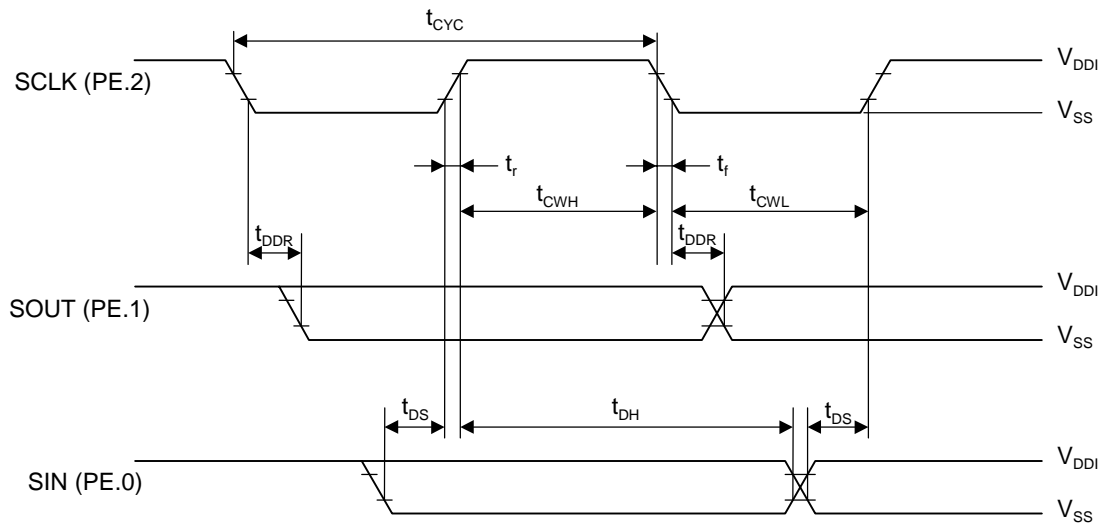 tCYC
SCLK (PE.2)
VDDI
VSS
tr
tf
tCWH
tCWL
tDDR
tDDR
SOUT (PE.1)
VDDI
VSS
tDS
tDH
tDS
SIN (PE.0)
VDDI
VSS